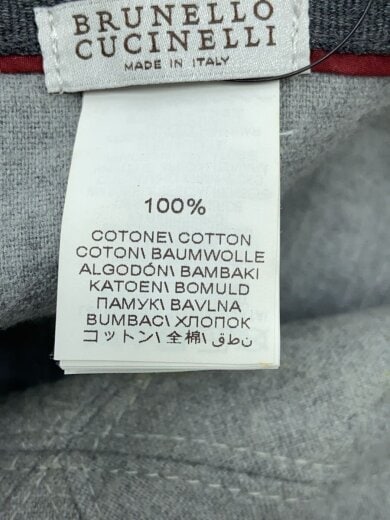 BRUNELLO
CUCINELLI
MADE IN ITALY
100%
COTONE\ COTTON
COTON\ BAUMWOLLE
ALGODÓN\ BAMBAKI
KATOEN\ BOMULD
ПАМУК\ BAVLNA
BUMBAC\ ХЛОПОК
コットン\ 全棉\ نطق